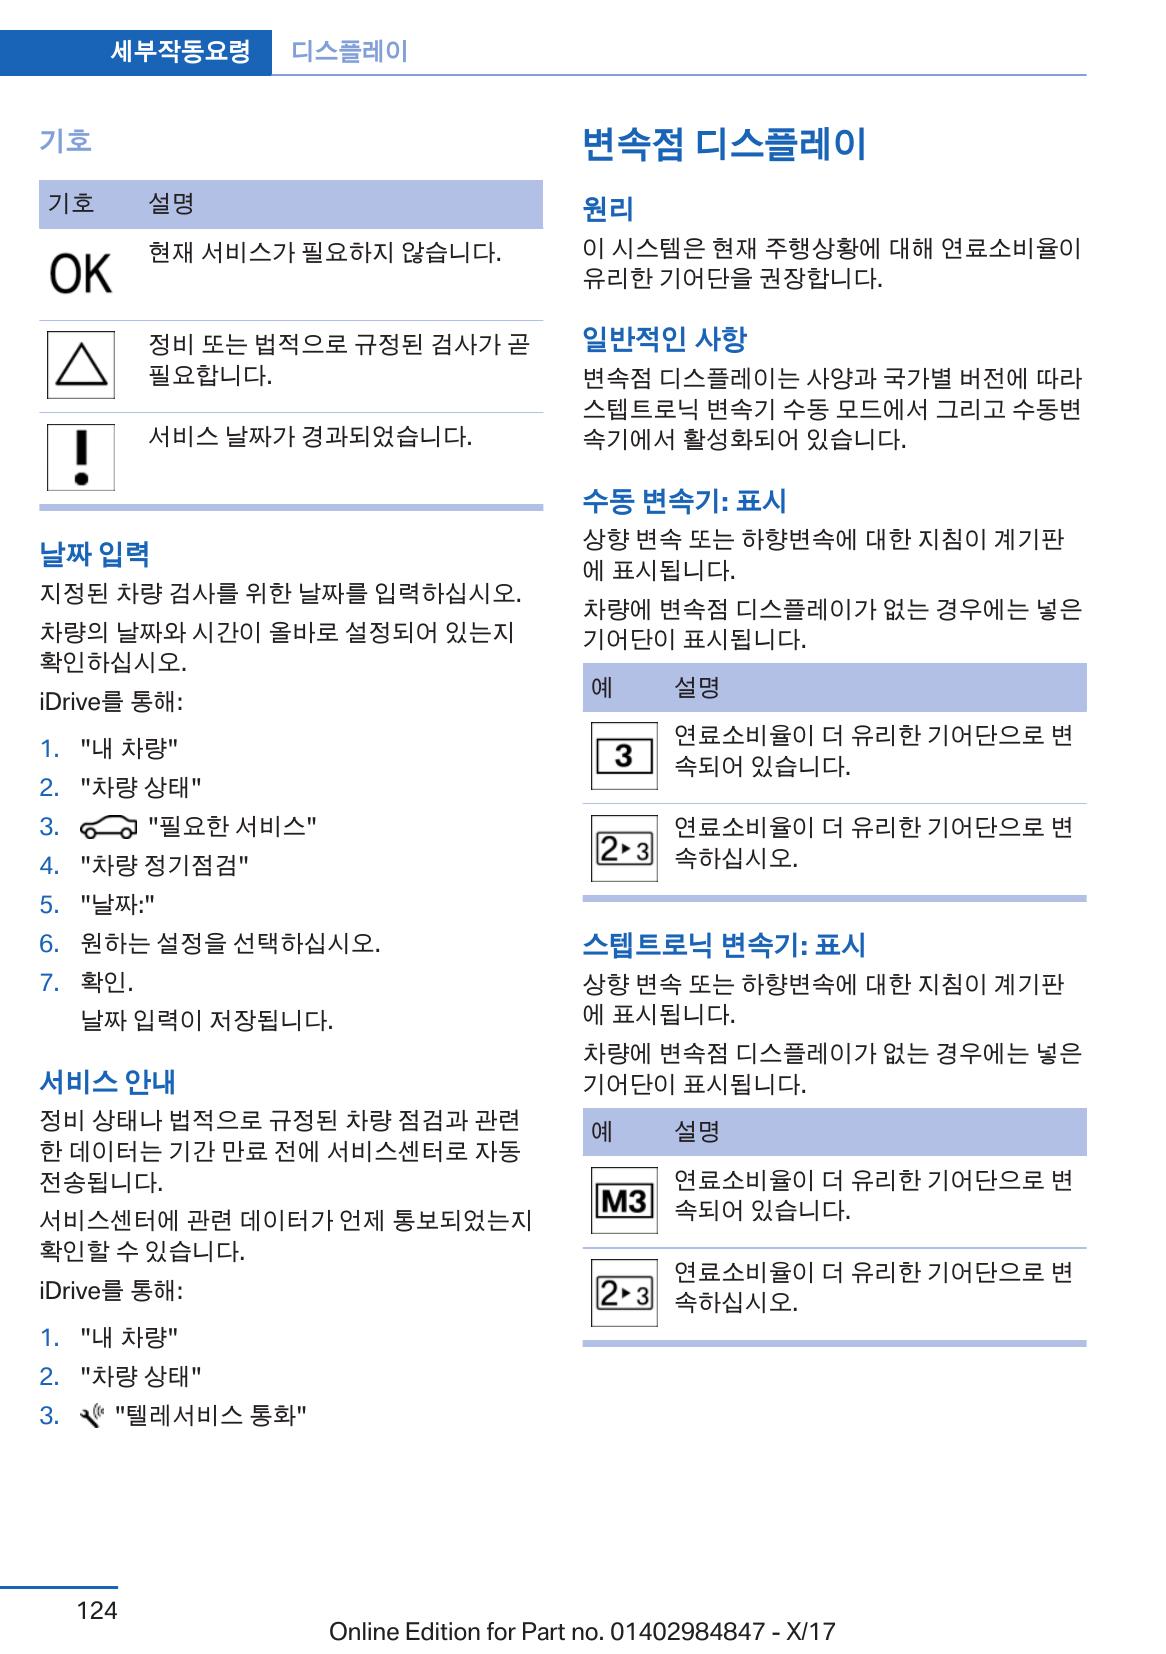 세부작동요령 디스플레이
기호
기호 설명
OK 현재 서비스가 필요하지 않습니다.
정비 또는 법적으로 규정된 검사가 곧
필요합니다.
! 서비스 날짜가 경과되었습니다.
날짜 입력
지정된 차량 검사를 위한 날짜를 입력하십시오.
차량의 날짜와 시간이 올바로 설정되어 있는지
확인하십시오.
iDrive를 통해:
1. "내 차량"
2. "차량 상태"
3. "필요한 서비스"
4. "차량 정기점검"
5. "날짜:"
6. 원하는 설정을 선택하십시오.
7. 확인.
날짜 입력이 저장됩니다.
서비스 안내
정비 상태나 법적으로 규정된 차량 점검과 관련
한 데이터는 기간 만료 전에 서비스센터로 자동
전송됩니다.
서비스센터에 관련 데이터가 언제 통보되었는지
확인할 수 있습니다.
iDrive를 통해:
1. "내 차량"
2. "차량 상태"
3. "텔레서비스 통화"
변속점 디스플레이
원리
이 시스템은 현재 주행상황에 대해 연료소비율이
유리한 기어단을 권장합니다.
일반적인 사항
변속점 디스플레이는 사양과 국가별 버전에 따라
스텝트로닉 변속기 수동 모드에서 그리고 수동변
속기에서 활성화되어 있습니다.
수동 변속기: 표시
상향 변속 또는 하향변속에 대한 지침이 계기판
에 표시됩니다.
차량에 변속점 디스플레이가 없는 경우에는 넣은
기어단이 표시됩니다.
예 설명
3 연료소비율이 더 유리한 기어단으로 변
속되어 있습니다.
2▸3 연료소비율이 더 유리한 기어단으로 변
속하십시오.
스텝트로닉 변속기: 표시
상향 변속 또는 하향변속에 대한 지침이 계기판
에 표시됩니다.
차량에 변속점 디스플레이가 없는 경우에는 넣은
기어단이 표시됩니다.
예 설명
M3 연료소비율이 더 유리한 기어단으로 변
속되어 있습니다.
2▸3 연료소비율이 더 유리한 기어단으로 변
속하십시오.
124
Online Edition for Part no. 01402984847 - X/17